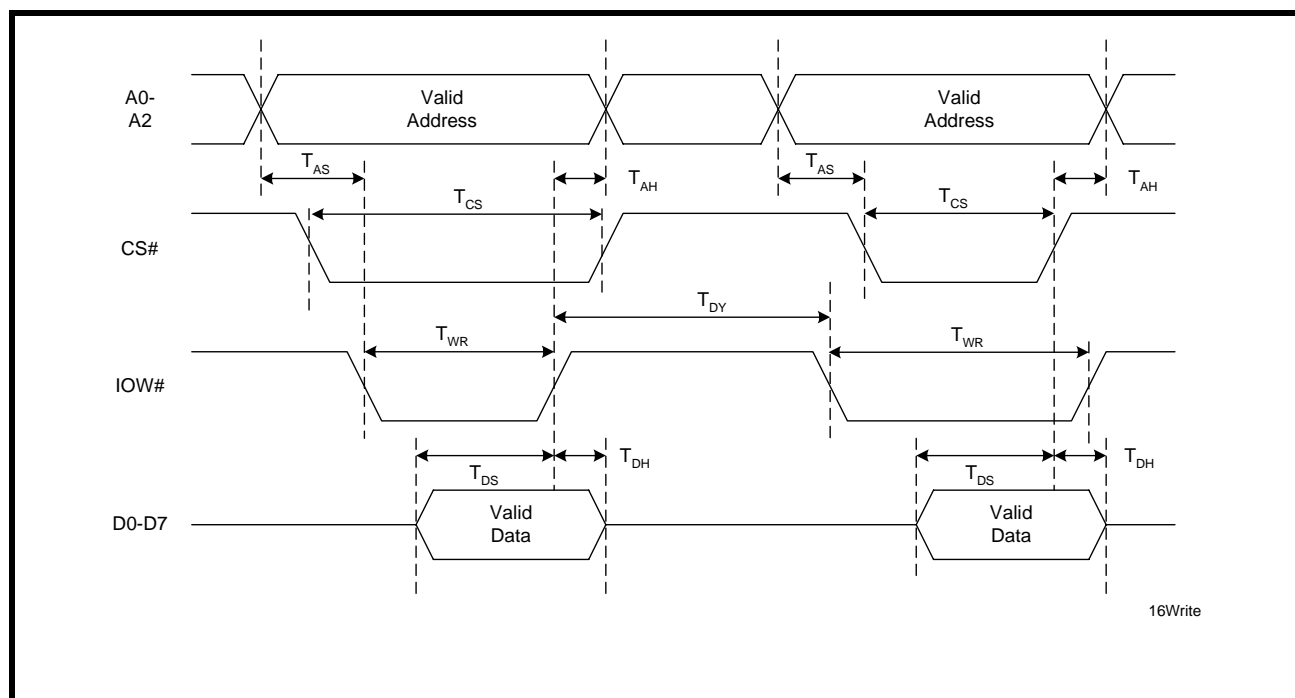 A0-
A2
Valid
Address
Valid
Address
TAS
TAH
TAS
TAH
TCS
TCS
CS#
TDY
TWR
TWR
IOW#
TDS
TDH
TDS
TDH
D0-D7
Valid
Data
Valid
Data
16Write